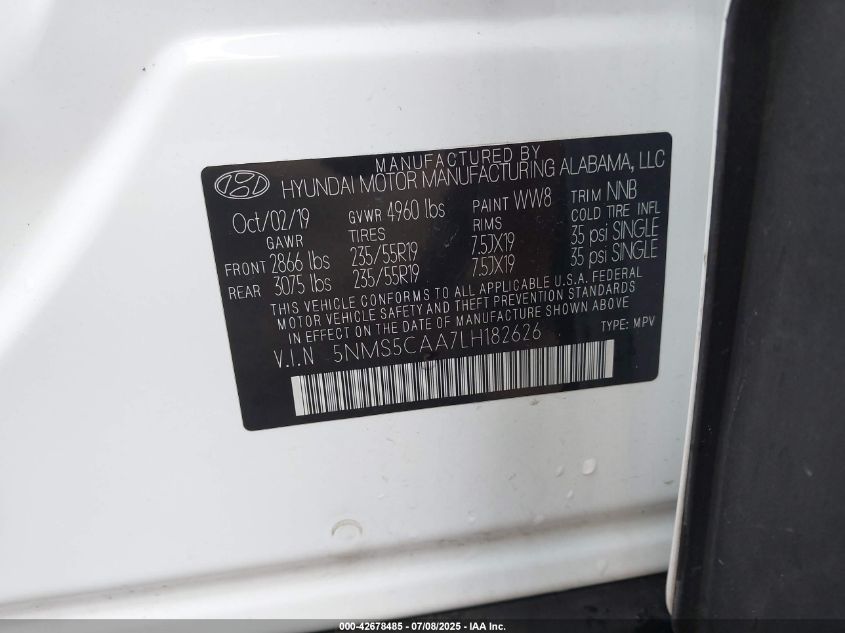 MANUFACTURED BY
HYUNDAI MOTOR MANUFACTURING ALABAMA, LLC
Oct/02/19 GVWR 4960 lbs PAINT WW8 TRIM NNB
GAWR TIRES RIMS COLD TIRE INFL
FRONT 2866 lbs 235/55R19 7.5JX19 35 psi SINGLE
REAR 3075 lbs 235/55R19 7.5JX19 35 psi SINGLE
THIS VEHICLE CONFORMS TO ALL APPLICABLE U.S.A. FEDERAL
MOTOR VEHICLE SAFETY AND THEFT PREVENTION STANDARDS
IN EFFECT ON THE DATE OF MANUFACTURE SHOWN ABOVE
V.I.N 5NMS5CAA7LH182626 TYPE: MPV
000-42678485 - 07/08/2025 - IAA Inc.